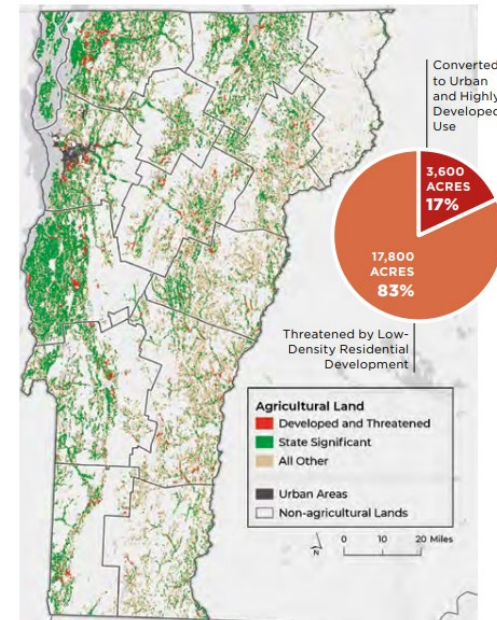 Converted
to Urban
and Highly
Developed
Use
3,600
ACRES
17%
17,800
ACRES
83%
Threatened by Low-
Density Residential
Development
Agricultural Land
Developed and Threatened
State Significant
All Other
Urban Areas
Non-agricultural Lands
N
0 10 20 Miles